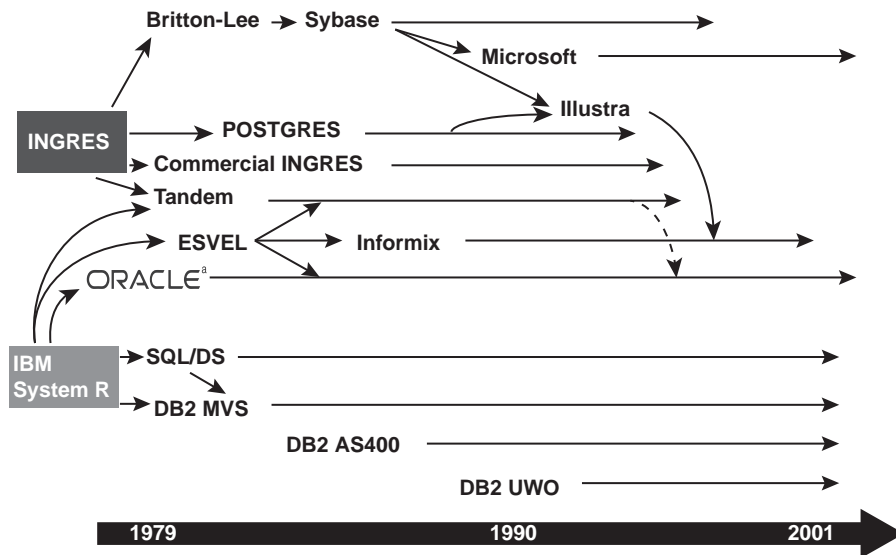 Britton-Lee
Sybase
Microsoft
Illustra
INGRES
POSTGRES
Commercial INGRES
Tandem
ESVEL
Informix
ORACLE a
IBM
System R
SQL/DS
DB2 MVS
DB2 AS400
DB2 UWO
1979
1990
2001